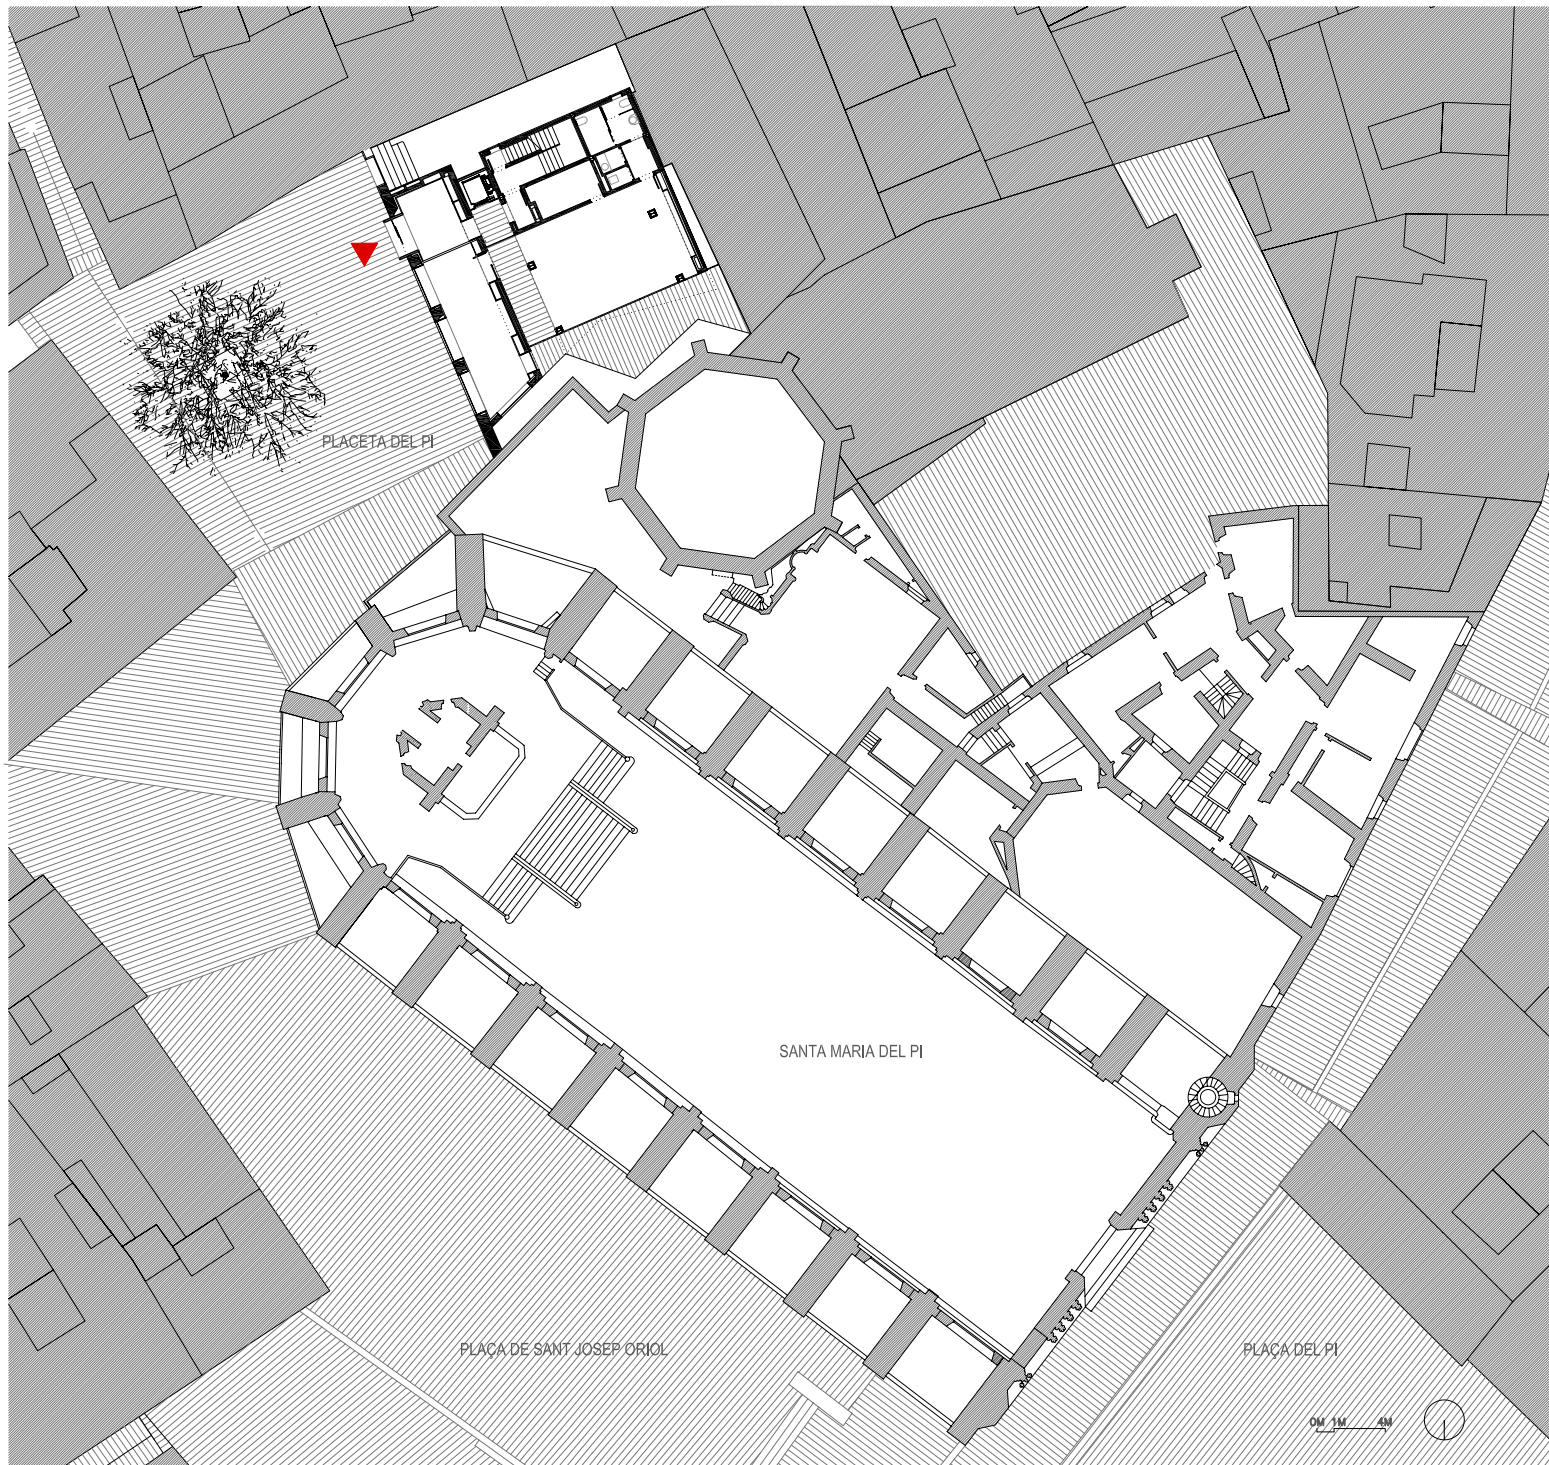 PLACETA DEL PI
SANTA MARIA DEL PI
PLAÇA DE SANT JOSEP ORIOL
PLAÇA DEL PI
0M 1M 4M